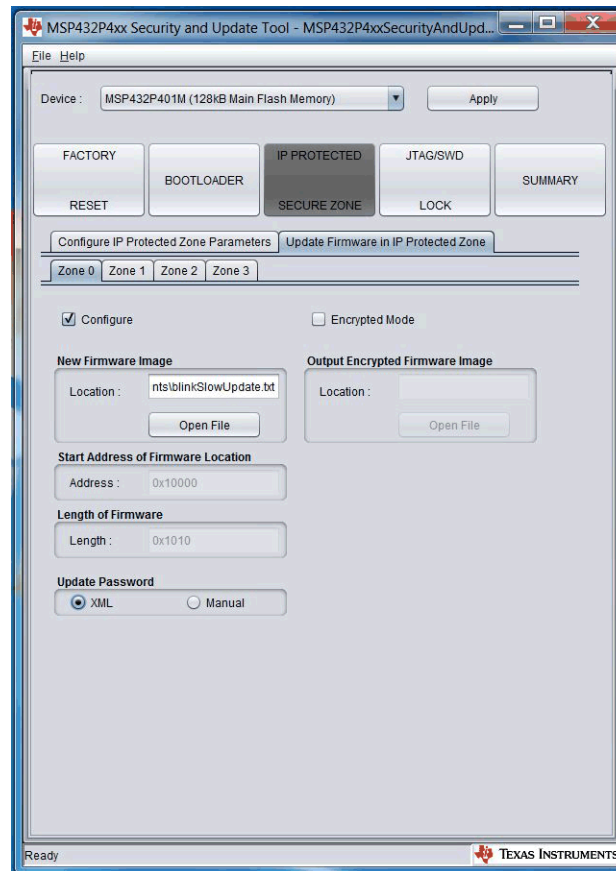 MSP432P4xx Security and Update Tool - MSP432P4xxSecurityAndUpd...
File Help
Device : MSP432P401M (128kB Main Flash Memory) Apply
FACTORY RESET
BOOTLOADER
IP PROTECTED SECURE ZONE
JTAG/SWD LOCK
SUMMARY
Configure IP Protected Zone Parameters Update Firmware in IP Protected Zone
Zone 0 Zone 1 Zone 2 Zone 3
Configure Encrypted Mode
New Firmware Image Output Encrypted Firmware Image
Location : nts\blinkSlowUpdate.txt Location :
Open File Open File
Start Address of Firmware Location
Address : 0x10000
Length of Firmware
Length : 0x1010
Update Password
XML Manual
Ready TEXAS INSTRUMENTS